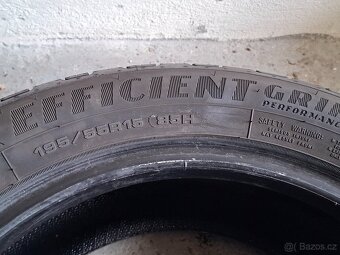 EFFICIENT-GRIP
PERFORMANCE
195/55R15 85H
SAFETY WARNING:
Bazos.cz